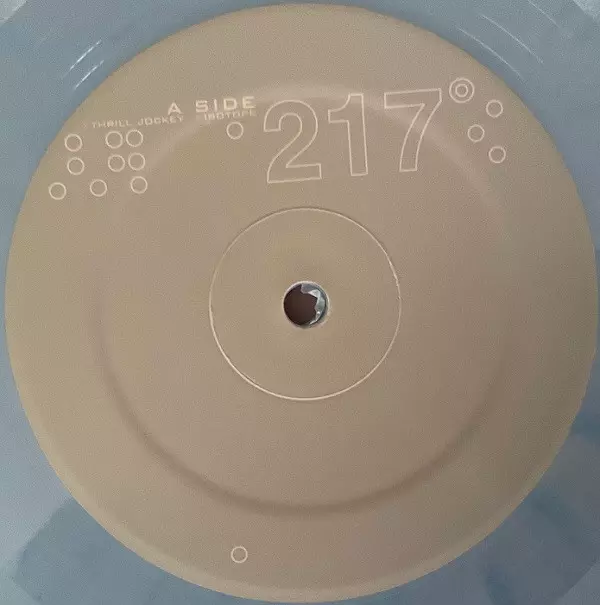 A SIDE
THRILL JOCKEY ISOTOPE
217°